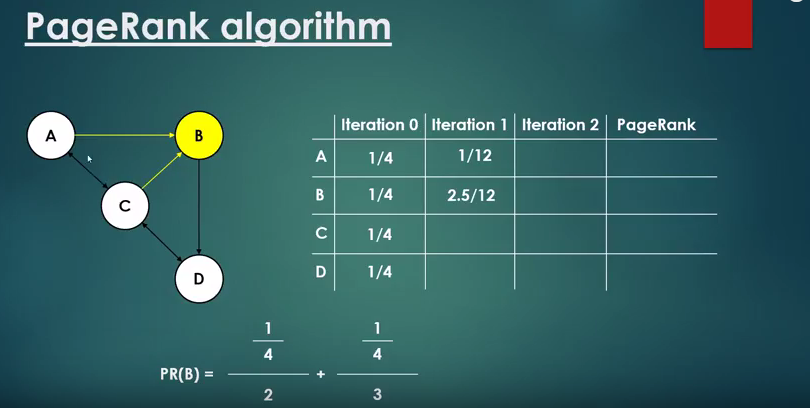 PageRank algorithm
A
B
C
D
Iteration 0 Iteration 1 Iteration 2 PageRank
A 1/4 1/12
B 1/4 2.5/12
C 1/4
D 1/4
1 1
4 4
PR(B) = +
2 3